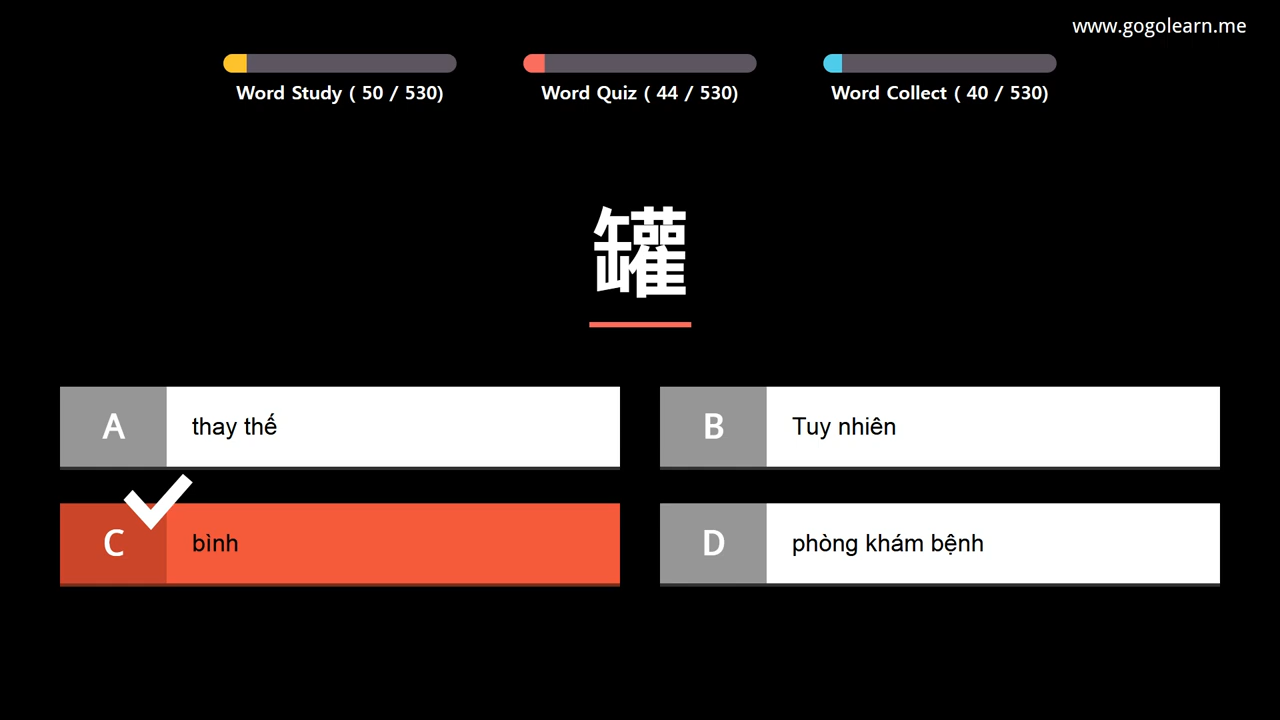 www.gogolearn.me
Word Study ( 50 / 530)
Word Quiz ( 44 / 530)
Word Collect ( 40 / 530)
罐
A thay thế
B Tuy nhiên
C bình
D phòng khám bệnh